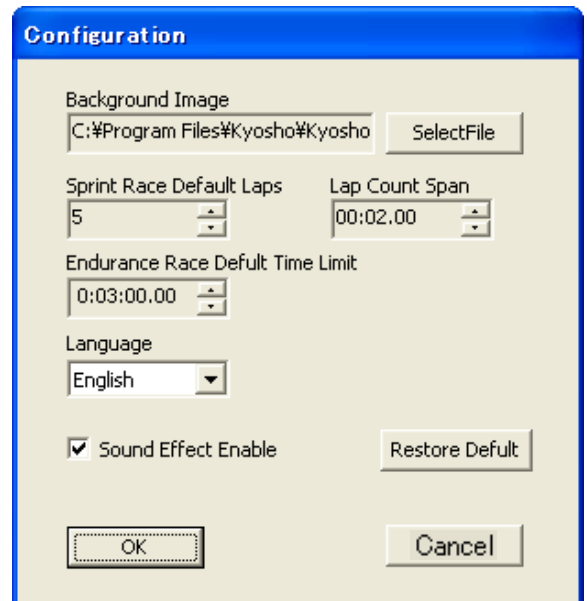 Configuration
Background Image
C:¥Program Files¥Kyosho¥Kyosho
SelectFile
Sprint Race Default Laps
Lap Count Span
5
00:02.00
Endurance Race Defult Time Limit
0:03:00.00
Language
English
Sound Effect Enable
Restore Defult
OK
Cancel